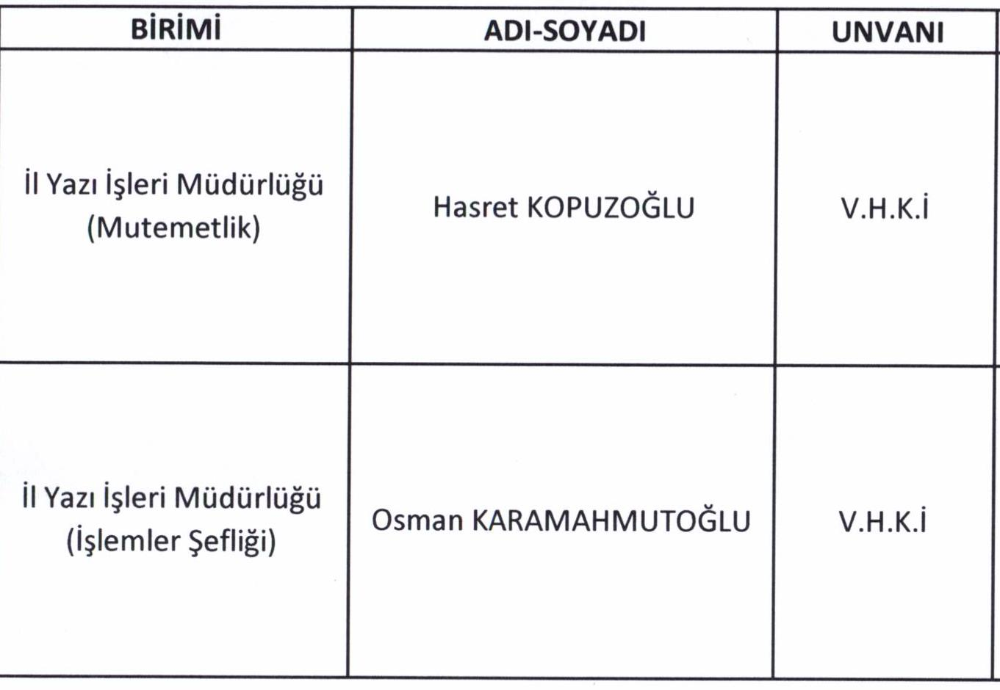 BİRİMİ ADI-SOYADI UNVANI
İl Yazı İşleri Müdürlüğü
(Mutemetlik)
Hasret KOPUZOĞLU
V.H.K.İ
İl Yazı İşleri Müdürlüğü
(İşlemler Şefliği)
Osman KARAMAHMUTOĞLU
V.H.K.İ